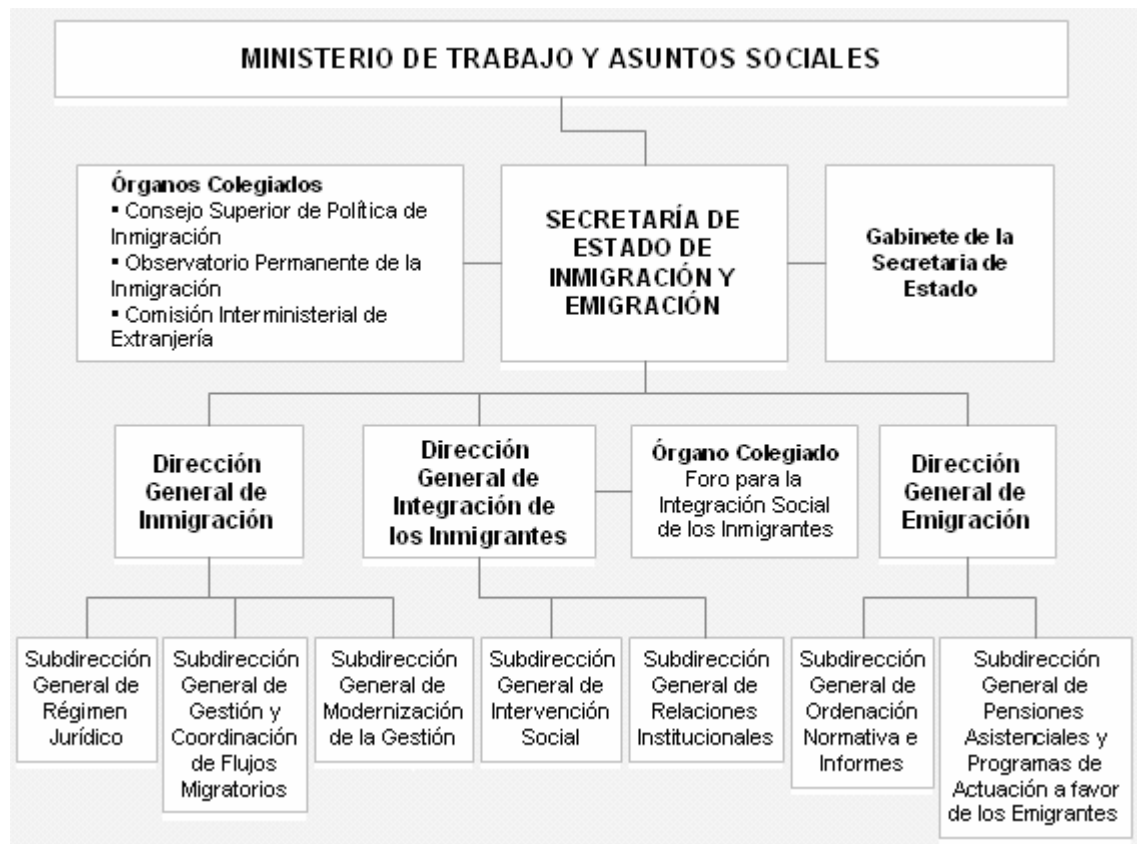 MINISTERIO DE TRABAJO Y ASUNTOS SOCIALES
Órganos Colegiados
▪ Consejo Superior de Política de
Inmigración
▪ Observatorio Permanente de la
Inmigración
▪ Comisión Interministerial de
Extranjería
SECRETARÍA DE
ESTADO DE
INMIGRACIÓN Y
EMIGRACIÓN
Gabinete de la
Secretaria de
Estado
Dirección
General de
Inmigración
Dirección
General de
Integración de
los Inmigrantes
Órgano Colegiado
Foro para la
Integración Social
de los Inmigrantes
Dirección
General de
Emigración
Subdirección
General de
Régimen
Jurídico
Subdirección
General de
Gestión y
Coordinación
de Flujos
Migratorios
Subdirección
General de
Modernización
de la Gestión
Subdirección
General de
Intervención
Social
Subdirección
General de
Relaciones
Institucionales
Subdirección
General de
Ordenación
Normativa e
Informes
Subdirección
General de
Pensiones
Asistenciales y
Programas de
Actuación a favor
de los Emigrantes